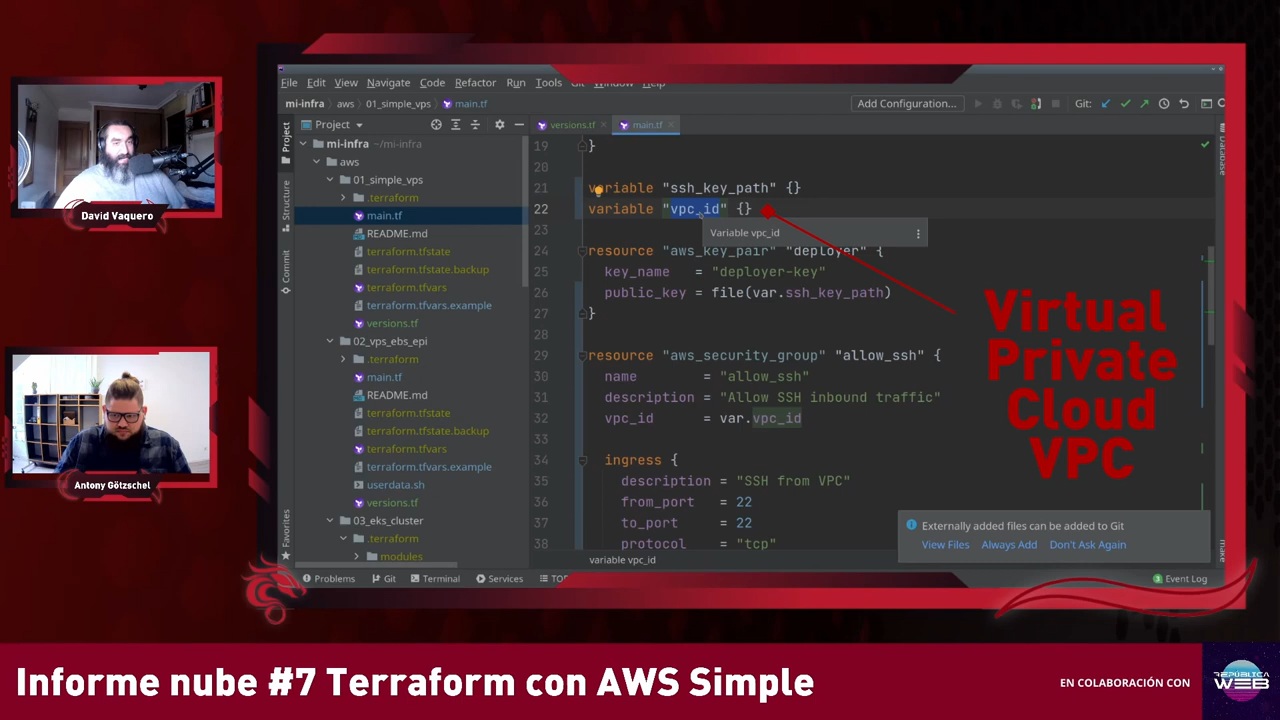 David Vaquero
Antony Götzschel
File Edit View Navigate Code Refactor Run Tools Git Window Help
mi-infra aws 01_simple_vps main.tf
Add Configuration...
Git:
Project
versions.tf
main.tf
Project
Structure
Commit
Favorites
Database
mi-infra ~/mi-infra
aws
01_simple_vps
.terraform
main.tf
README.md
terraform.tfstate
terraform.tfstate.backup
terraform.tfvars
terraform.tfvars.example
versions.tf
02_vps_ebs_epi
.terraform
main.tf
README.md
terraform.tfstate
terraform.tfstate.backup
terraform.tfvars
terraform.tfvars.example
userdata.sh
versions.tf
03_eks_cluster
.terraform
modules
19 }
20
21 variable "ssh_key_path" {}
22 variable "vpc_id" {}
Variable vpc_id
23
24 resource "aws_key_pair" "deployer" {
25 key_name = "deployer-key"
26 public_key = file(var.ssh_key_path)
27 }
28
29 resource "aws_security_group" "allow_ssh" {
30 name = "allow_ssh"
31 description = "Allow SSH inbound traffic"
32 vpc_id = var.vpc_id
33
34 ingress {
35 description = "SSH from VPC"
36 from_port = 22
37 to_port = 22
38 protocol = "tcp"
variable vpc_id
Virtual
Private
Cloud
VPC
Externally added files can be added to Git
View Files Always Add Don't Ask Again
Problems Git Terminal Services
3 Event Log
Informe nube #7 Terraform con AWS Simple
EN COLABORACIÓN CON
REPÚBLICA
WEB